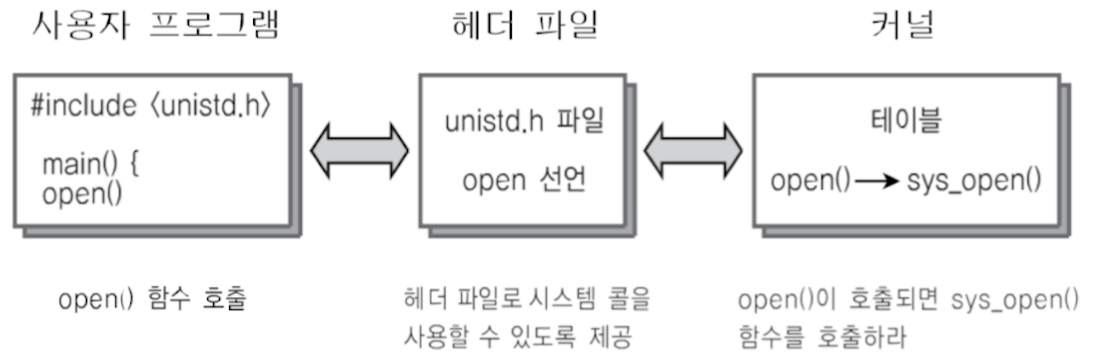 사용자 프로그램
#include <unistd.h>
main() {
open()
open() 함수 호출
헤더 파일
unistd.h 파일
open 선언
헤더 파일로 시스템 콜을
사용할 수 있도록 제공
커널
테이블
open() → sys_open()
open()이 호출되면 sys_open()
함수를 호출하라